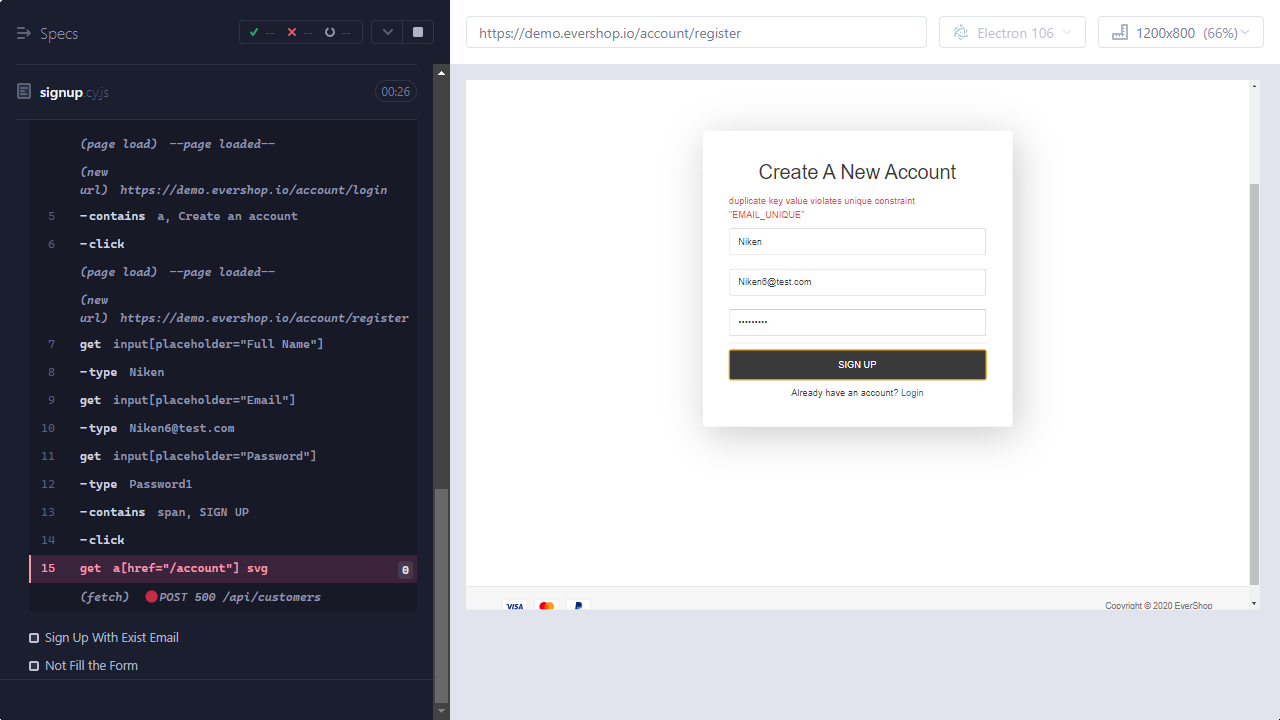 Specs
-- -- --
signup.cy.js
00:26
(page load) --page loaded--
(new
url) https://demo.evershop.io/account/login
5 -contains a, Create an account
6 -click
(page load) --page loaded--
(new
url) https://demo.evershop.io/account/register
7 get input[placeholder="Full Name"]
8 -type Niken
9 get input[placeholder="Email"]
10 -type Niken6@test.com
11 get input[placeholder="Password"]
12 -type Password1
13 -contains span, SIGN UP
14 -click
15 get a[href="/account"] svg 0
(fetch) POST 500 /api/customers
Sign Up With Exist Email
Not Fill the Form
https://demo.evershop.io/account/register
Electron 106
1200x800 (66%)
Create A New Account
duplicate key value violates unique constraint
"EMAIL_UNIQUE"
Niken
Niken6@test.com
•••••••••
SIGN UP
Already have an account? Login
VISA
Copyright © 2020 EverShop